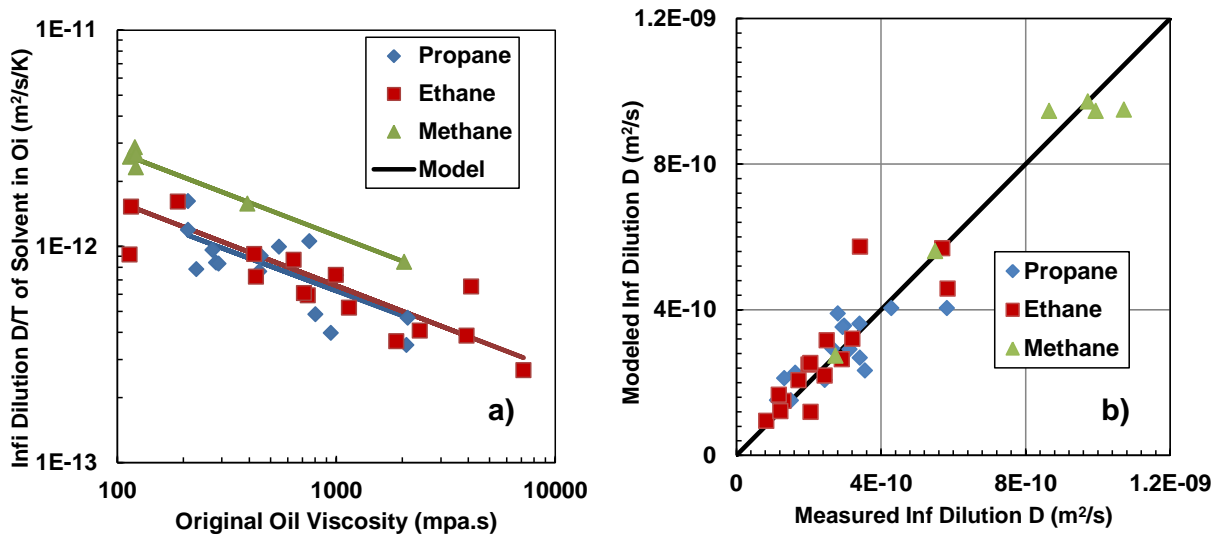 Infi Dilution D/T of Solvent in Oi (m²/s/K)
1E-11
1E-12
1E-13
100
1000
10000
Original Oil Viscosity (mpa.s)
Propane
Ethane
Methane
Model
a)
Modeled Inf Dilution D (m²/s)
1.2E-09
8E-10
4E-10
0
0
4E-10
8E-10
1.2E-09
Measured Inf Dilution D (m²/s)
Propane
Ethane
Methane
b)